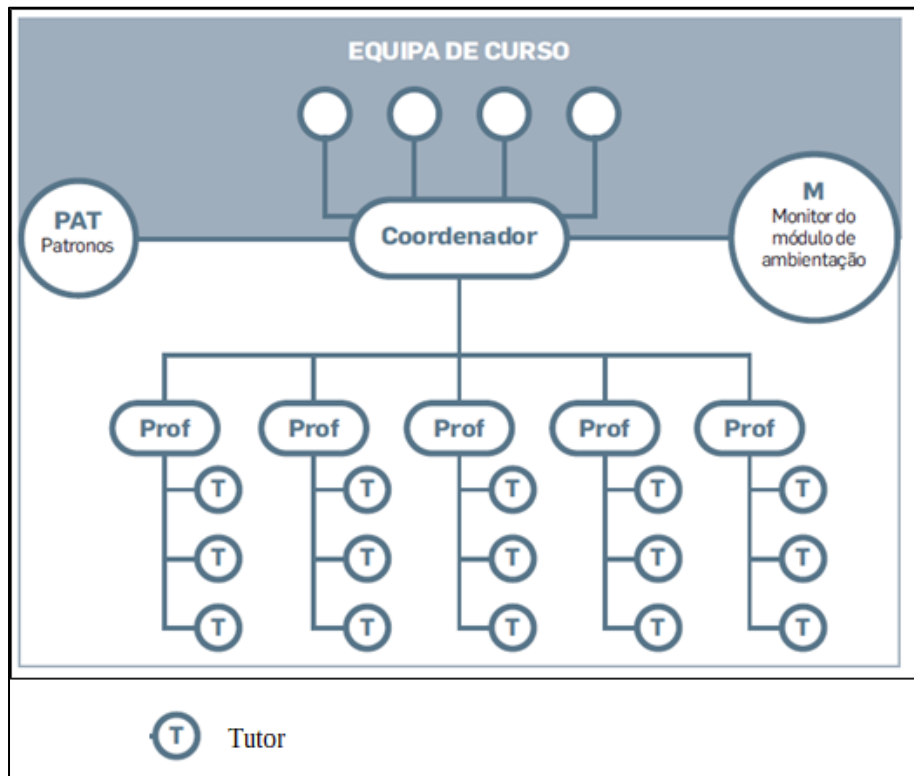 EQUIPA DE CURSO
PAT
Patronos
Coordenador
M
Monitor do
módulo de
ambientação
Prof Prof Prof Prof Prof
T T T T T
T T T T T
T T T T T
T Tutor